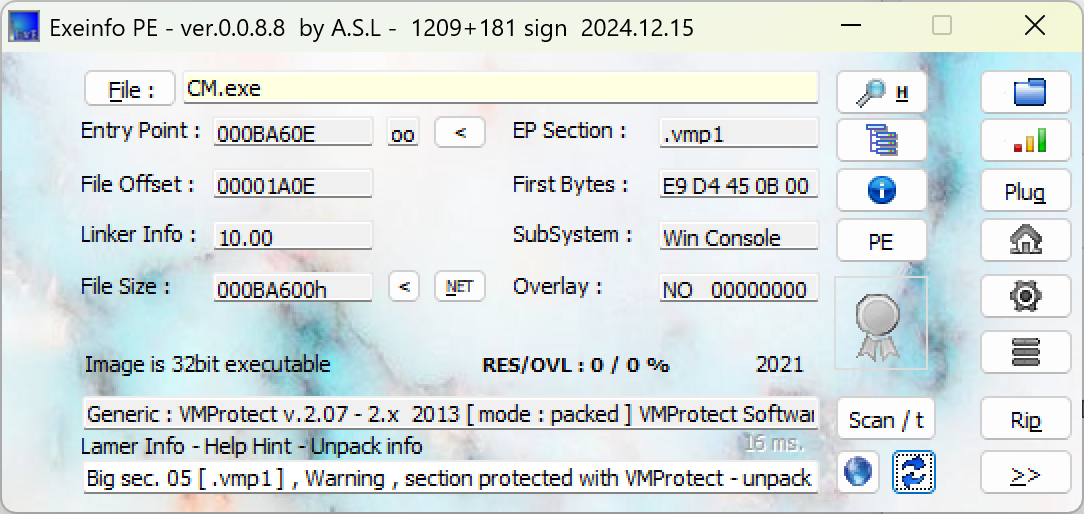 Exeinfo PE - ver.0.0.8.8 by A.S.L - 1209+181 sign 2024.12.15
File : CM.exe H
Entry Point : 000BA60E oo < EP Section : .vmp1
File Offset : 00001A0E First Bytes : E9 D4 45 0B 00 Plug
Linker Info : 10.00 SubSystem : Win Console PE
File Size : 000BA600h < NET Overlay : NO 00000000
Image is 32bit executable RES/OVL : 0 / 0 % 2021
Generic : VMProtect v.2.07 - 2.x 2013 [ mode : packed ] VMProtect Softwar Scan / t Rip
Lamer Info - Help Hint - Unpack info 16 ms.
Big sec. 05 [ .vmp1 ] , Warning , section protected with VMProtect - unpack >>